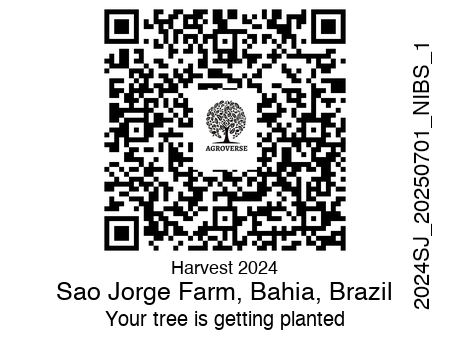 AGROVERSE
Harvest 2024
Sao Jorge Farm, Bahia, Brazil
Your tree is getting planted
2024SJ_20250701_NIBS_1